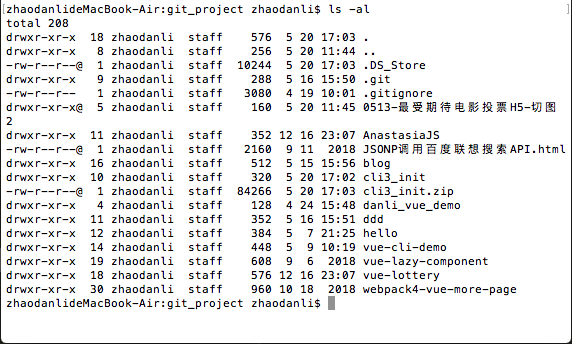 zhaodanlideMacBook-Air:git_project zhaodanli$ ls -al
total 208
drwxr-xr-x  18 zhaodanli  staff    576  5 20 17:03 .
drwxr-xr-x   8 zhaodanli  staff    256  5 20 11:44 ..
-rw-r--r--@  1 zhaodanli  staff  10244  5 20 17:03 .DS_Store
drwxr-xr-x   9 zhaodanli  staff    288  5 16 15:50 .git
-rw-r--r--   1 zhaodanli  staff   3080  4 19 10:01 .gitignore
drwxr-xr-x@  5 zhaodanli  staff    160  5 20 11:45 0513-最受期待电影投票H5-切图
2
drwxr-xr-x  11 zhaodanli  staff    352 12 16 23:07 AnastasiaJS
-rw-r--r--@  1 zhaodanli  staff   2160  9 11  2018 JSONP调用百度联想搜索API.html
drwxr-xr-x  16 zhaodanli  staff    512  5 15 15:56 blog
drwxr-xr-x  10 zhaodanli  staff    320  5 20 17:02 cli3_init
-rw-r--r--@  1 zhaodanli  staff  84266  5 20 17:03 cli3_init.zip
drwxr-xr-x   4 zhaodanli  staff    128  4 24 15:48 danli_vue_demo
drwxr-xr-x  11 zhaodanli  staff    352  5 16 15:51 ddd
drwxr-xr-x  12 zhaodanli  staff    384  5  7 21:25 hello
drwxr-xr-x  14 zhaodanli  staff    448  5  9 10:19 vue-cli-demo
drwxr-xr-x  19 zhaodanli  staff    608  9  6  2018 vue-lazy-component
drwxr-xr-x  18 zhaodanli  staff    576 12 16 23:07 vue-lottery
drwxr-xr-x  30 zhaodanli  staff    960 10 18  2018 webpack4-vue-more-page
zhaodanlideMacBook-Air:git_project zhaodanli$